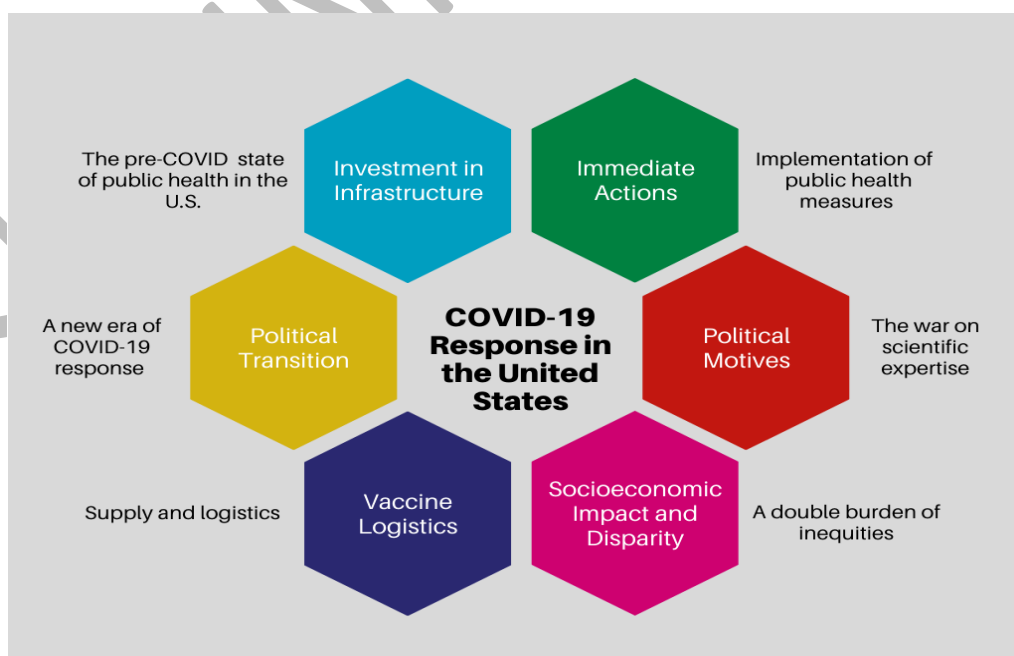 The pre-COVID state
of public health in the
U.S.
Investment in
Infrastructure
Immediate
Actions
Implementation of
public health
measures
A new era of
COVID-19
response
Political
Transition
COVID-19
Response in
the United
States
Political
Motives
The war on
scientific
expertise
Supply and logistics
Vaccine
Logistics
Socioeconomic
Impact and
Disparity
A double burden of
inequities